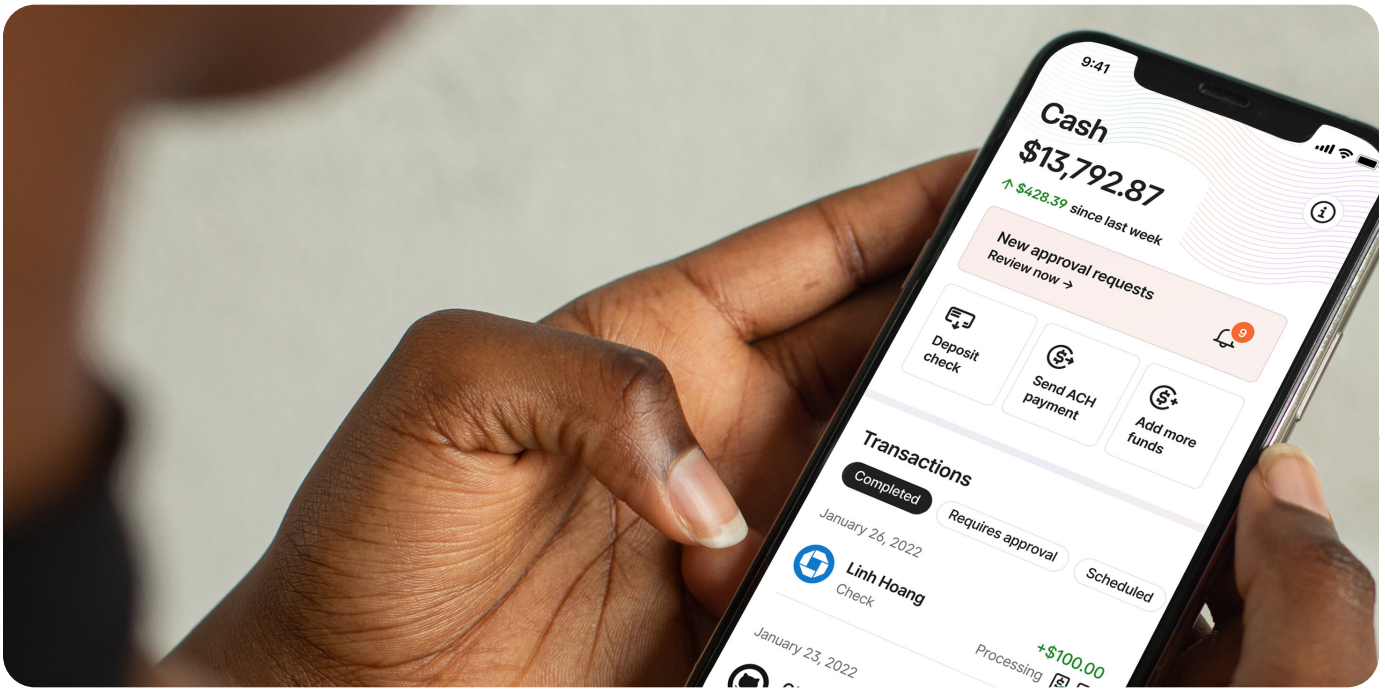 9:41
Cash
$13,792.87
↑ $428.39 since last week
New approval requests
Review now →
9
Deposit
check
Send ACH
payment
Add more
funds
Transactions
Completed
Requires approval
Scheduled
January 26, 2022
Linh Hoang
Check
+$100.00
Processing
January 23, 2022